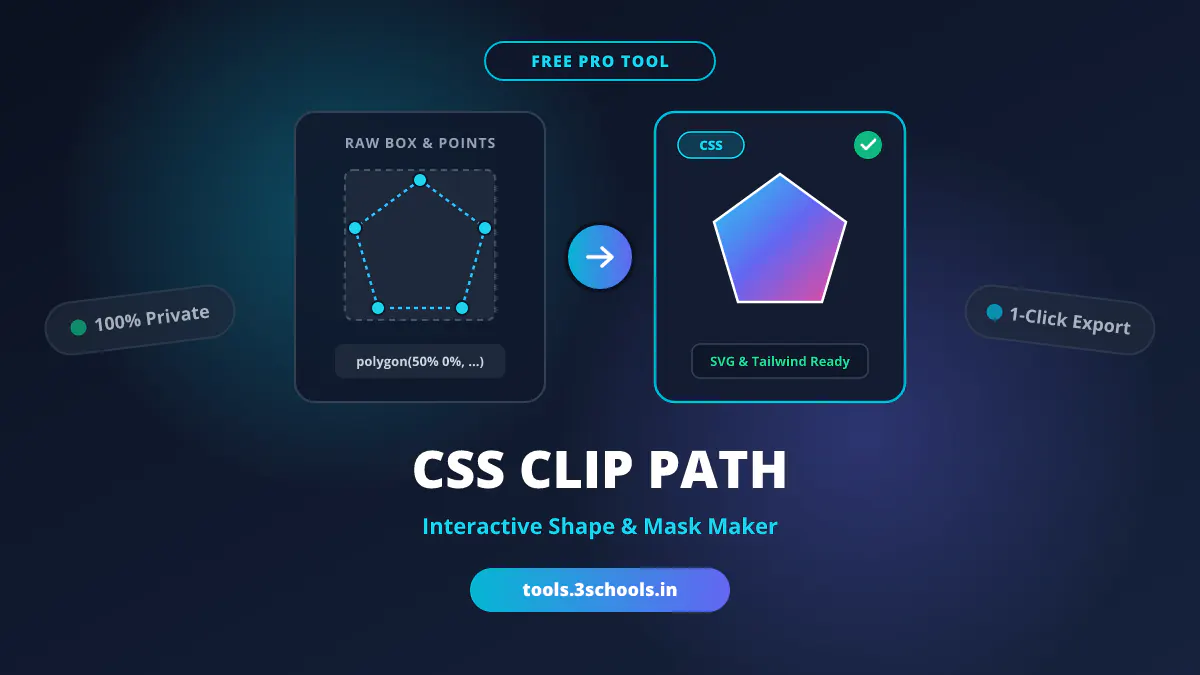 FREE PRO TOOL
RAW BOX & POINTS
polygon(50% 0%, ...)
CSS
SVG & Tailwind Ready
100% Private
1-Click Export
CSS CLIP PATH
Interactive Shape & Mask Maker
tools.3schools.in